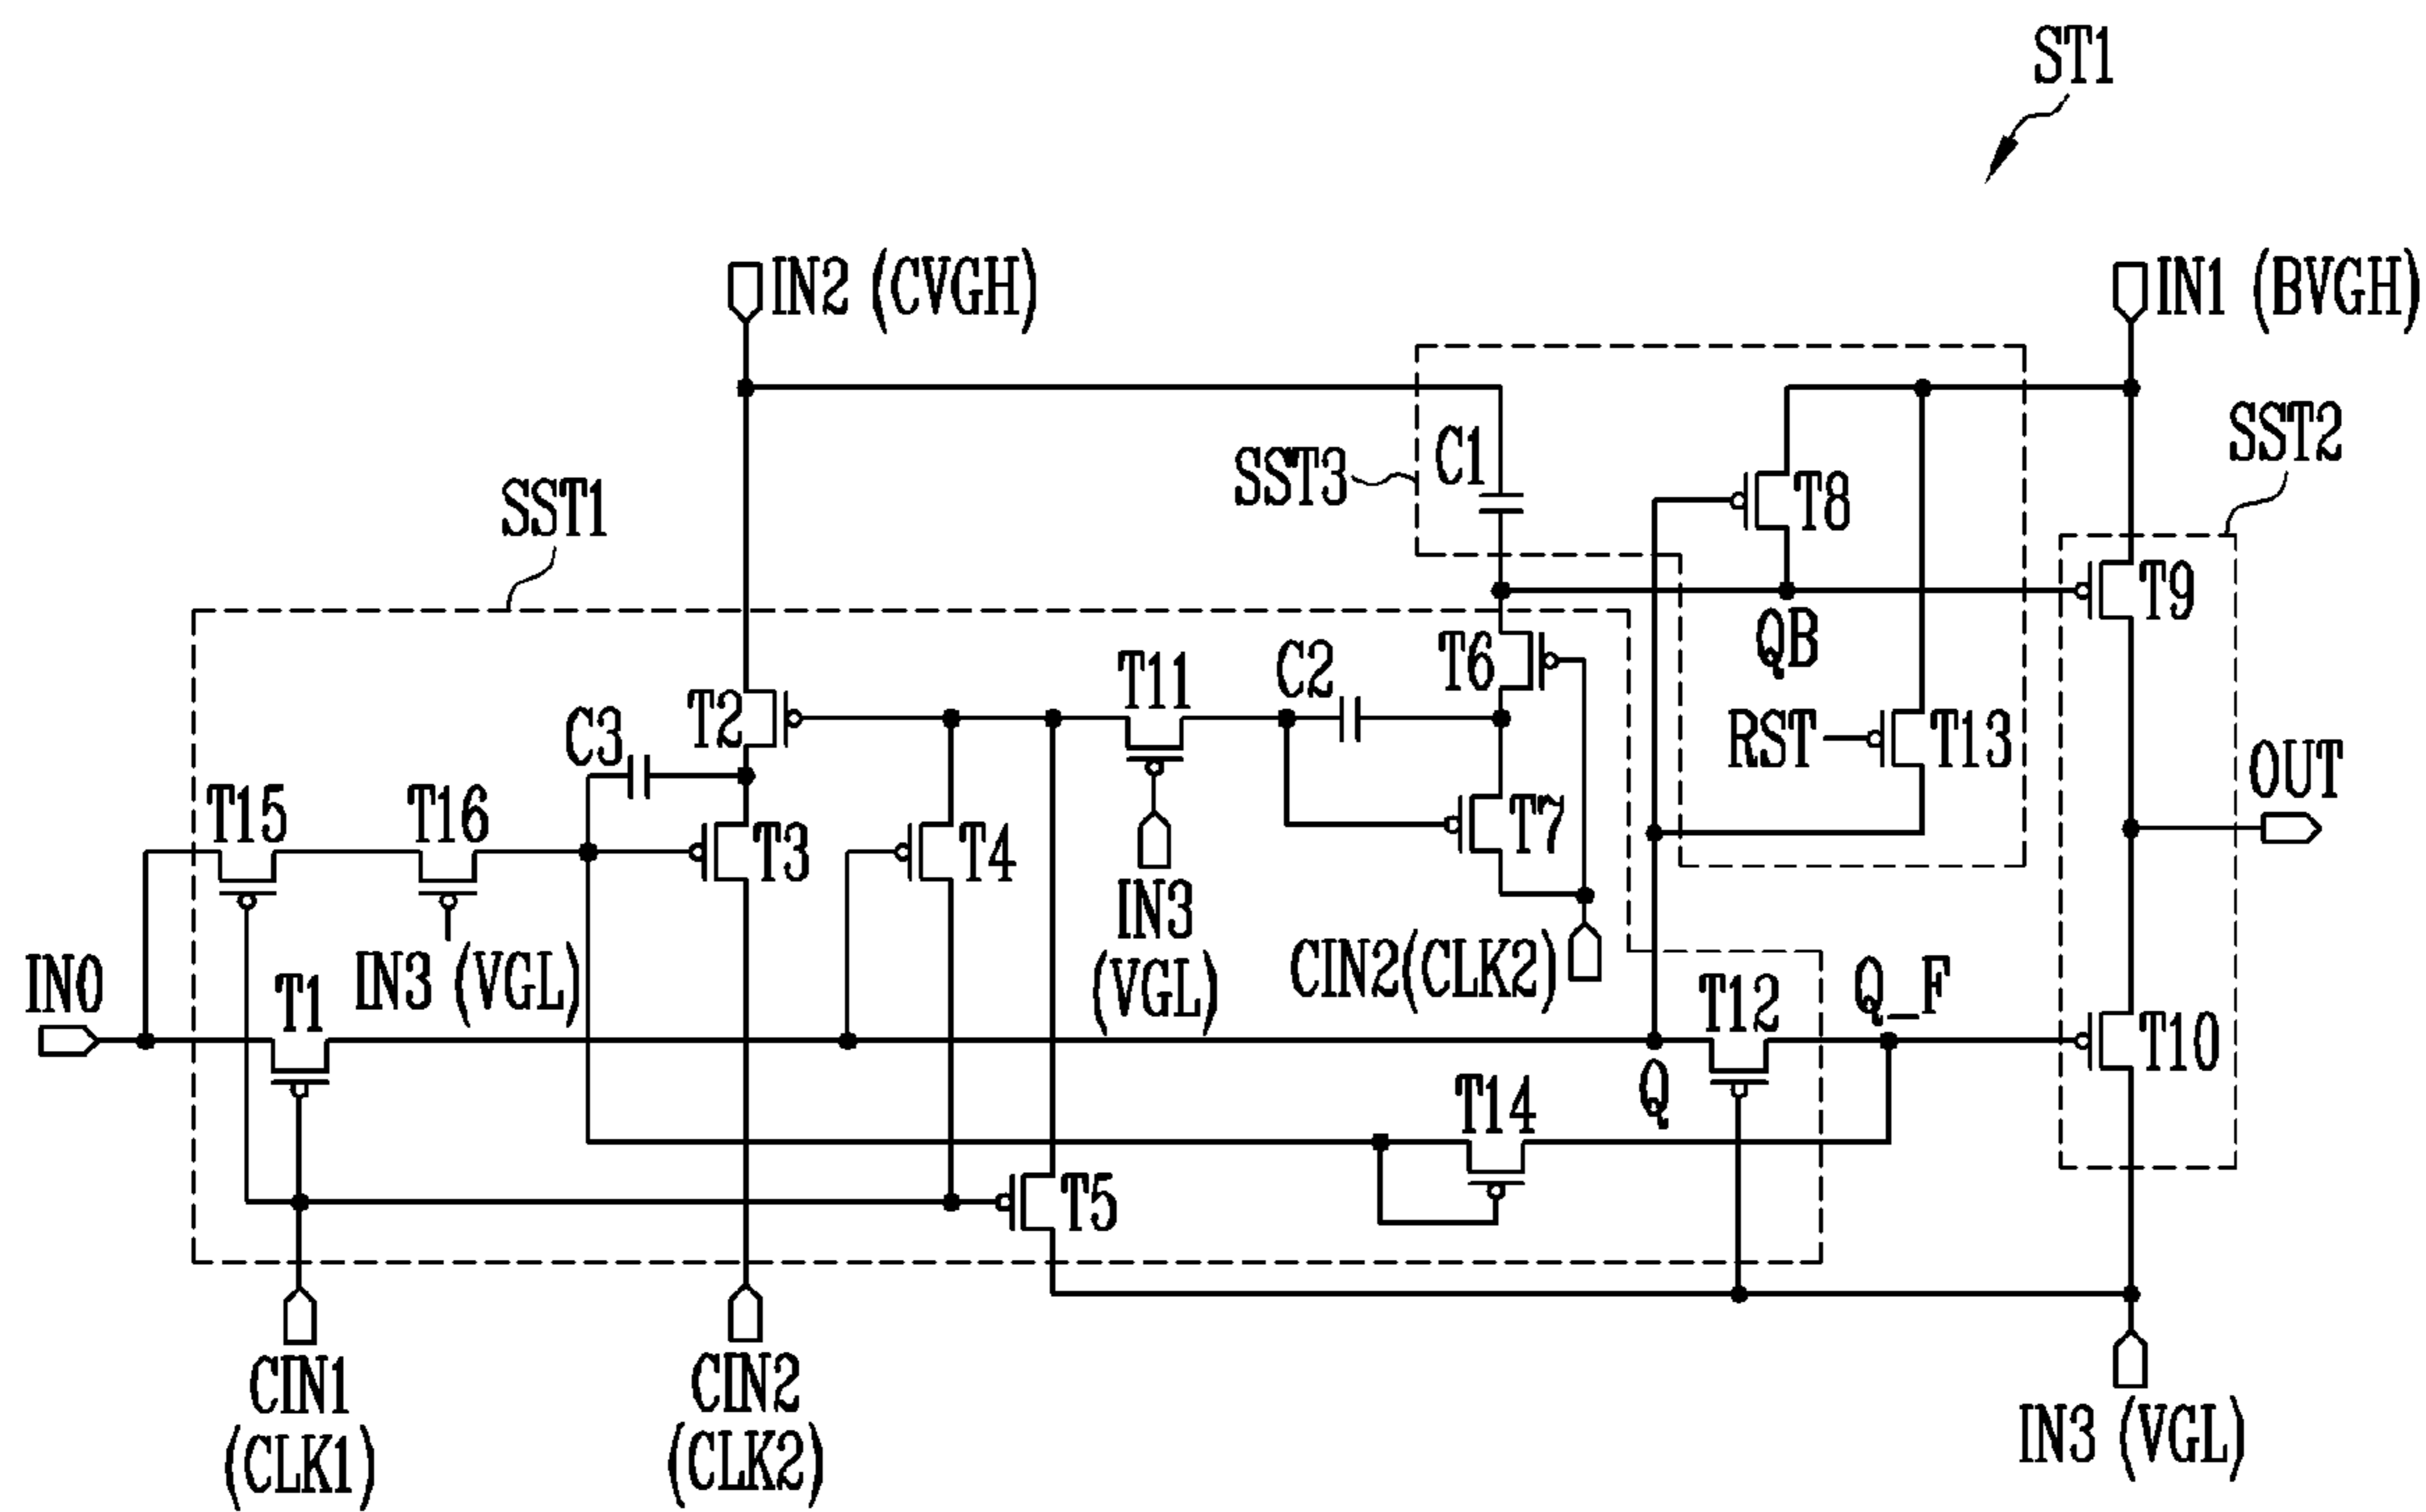 ST1
IN2 (CVGH)
IN1 (BVGH)
SST2
SST3
C1
T8
SST1
T9
QB
T11
C2
T6
T2
C3
RST
T13
OUT
T15
T16
T3
T4
T7
IN3
(VGL)
CIN2(CLK2)
IN0
T1
IN3 (VGL)
T12
Q_F
T10
Q
T14
T5
CIN1
(CLK1)
CIN2
(CLK2)
IN3 (VGL)